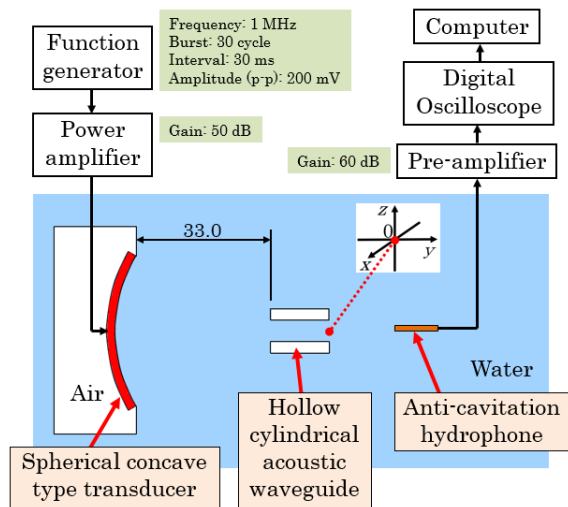 Function
generator
Frequency: 1 MHz
Burst: 30 cycle
Interval: 30 ms
Amplitude (p-p): 200 mV
Computer
Digital
Oscilloscope
Power
amplifier
Gain: 50 dB
Gain: 60 dB
Pre-amplifier
33.0
z
0
x
y
Air
Water
Spherical concave
type transducer
Hollow
cylindrical
acoustic
waveguide
Anti-cavitation
hydrophone